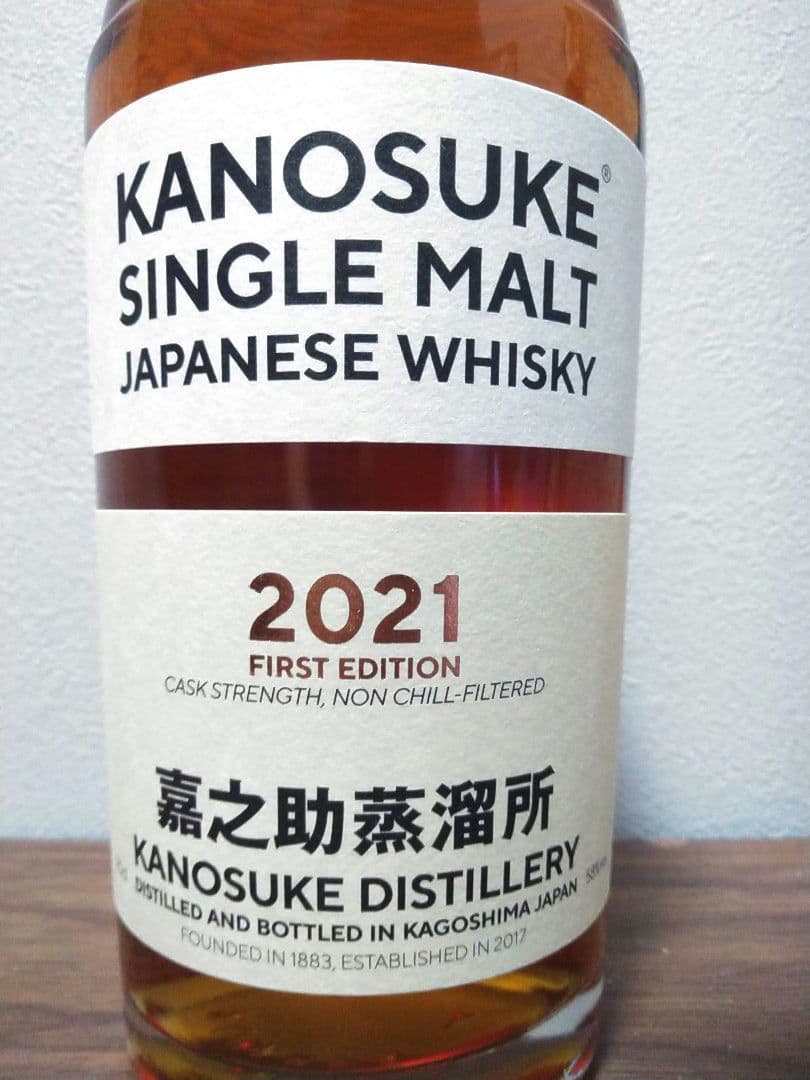 KANOSUKE®
SINGLE MALT
JAPANESE WHISKY
2021
FIRST EDITION
CASK STRENGTH, NON CHILL-FILTERED
嘉之助蒸溜所
KANOSUKE DISTILLERY
DISTILLED AND BOTTLED IN KAGOSHIMA JAPAN
FOUNDED IN 1883, ESTABLISHED IN 2017